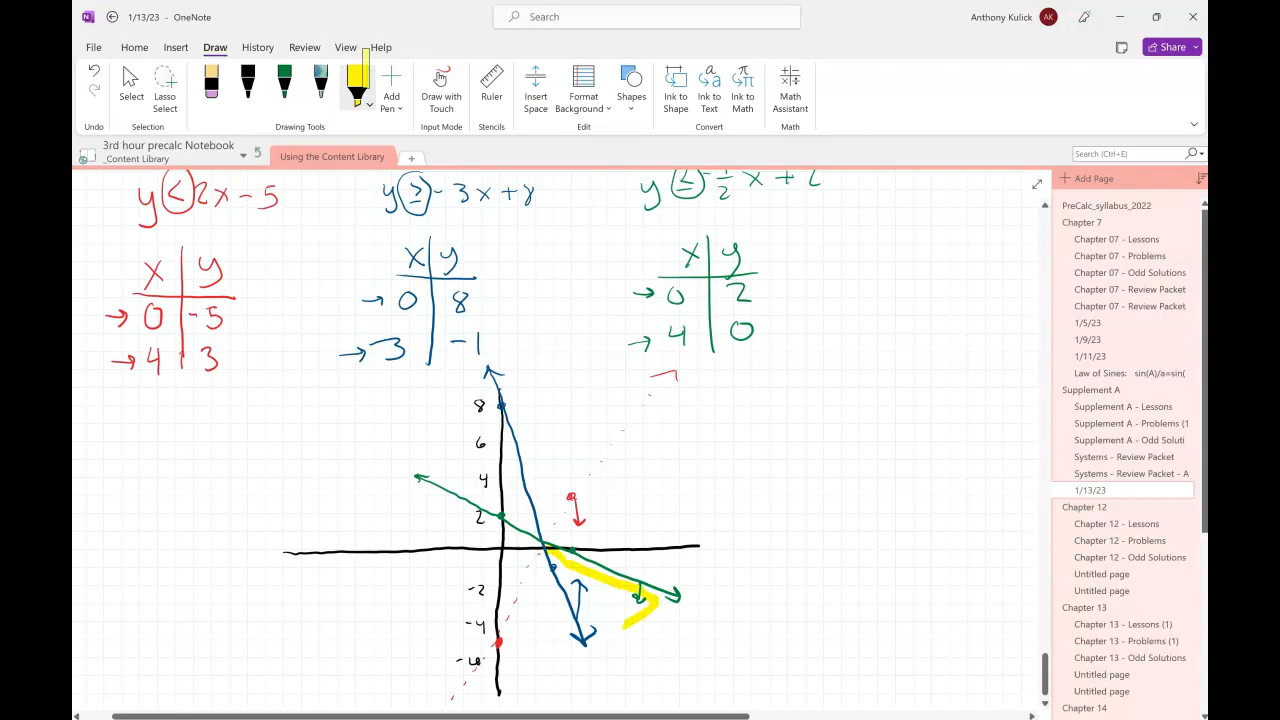 1/13/23 - OneNote
Search
Anthony Kulick
AK
File Home Insert Draw History Review View Help
Share
Undo
Select
Lasso Select
Add Pen
Draw with Touch
Ruler
Insert Space
Format Background
Shapes
Ink to Shape
Ink to Text
Ink to Math
Math Assistant
Undo Selection Drawing Tools Input Mode Stencils Edit Convert Math
3rd hour precalc Notebook
_Content Library
Using the Content Library
Search (Ctrl+E)
Add Page
PreCalc_syllabus_2022
Chapter 7
Chapter 07 - Lessons
Chapter 07 - Problems
Chapter 07 - Odd Solutions
Chapter 07 - Review Packet
Chapter 07 - Review Packet
1/5/23
1/9/23
1/11/23
Law of Sines: sin(A)/a=sin(
Supplement A
Supplement A - Lessons
Supplement A - Problems (1
Supplement A - Odd Soluti
Systems - Review Packet
Systems - Review Packet - A
1/13/23
Chapter 12
Chapter 12 - Lessons
Chapter 12 - Problems
Chapter 12 - Odd Solutions
Untitled page
Untitled page
Chapter 13
Chapter 13 - Lessons (1)
Chapter 13 - Problems (1)
Chapter 13 - Odd Solutions
Untitled page
Untitled page
Chapter 14
y < 2x - 5
y ≥ -3x + 8
y ≤ -1/2 x + 2
x y
0 -5
4 3
x y
0 8
3 -1
x y
0 2
4 0
8
6
4
2
-2
-4
-6